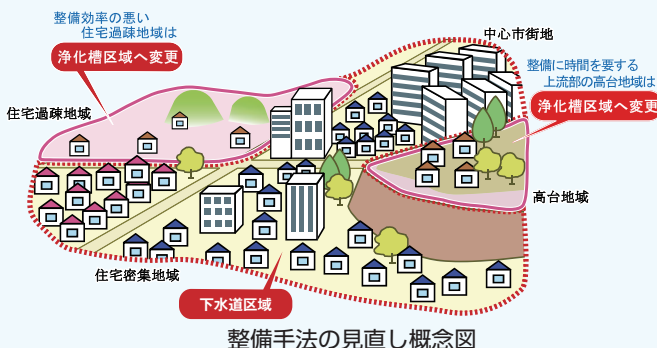 整備効率の悪い
住宅過疎地域は
浄化槽区域へ変更
中心市街地
整備に時間を要する
上流部の高台地域は
浄化槽区域へ変更
住宅過疎地域
高台地域
住宅密集地域
下水道区域
整備手法の見直し概念図